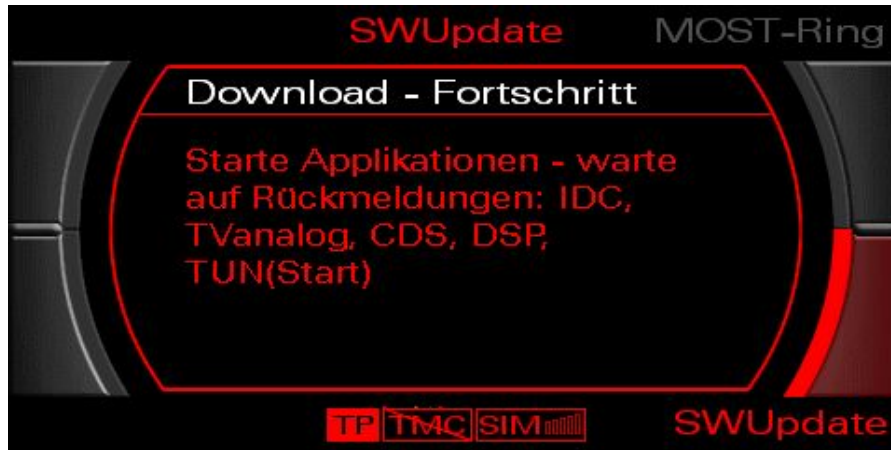 SWUpdate MOST-Ring
Download - Fortschritt
Starte Applikationen - warte
auf Rückmeldungen: IDC,
TVanalog, CDS, DSP,
TUN(Start)
TP TMC SIM SWUpdate